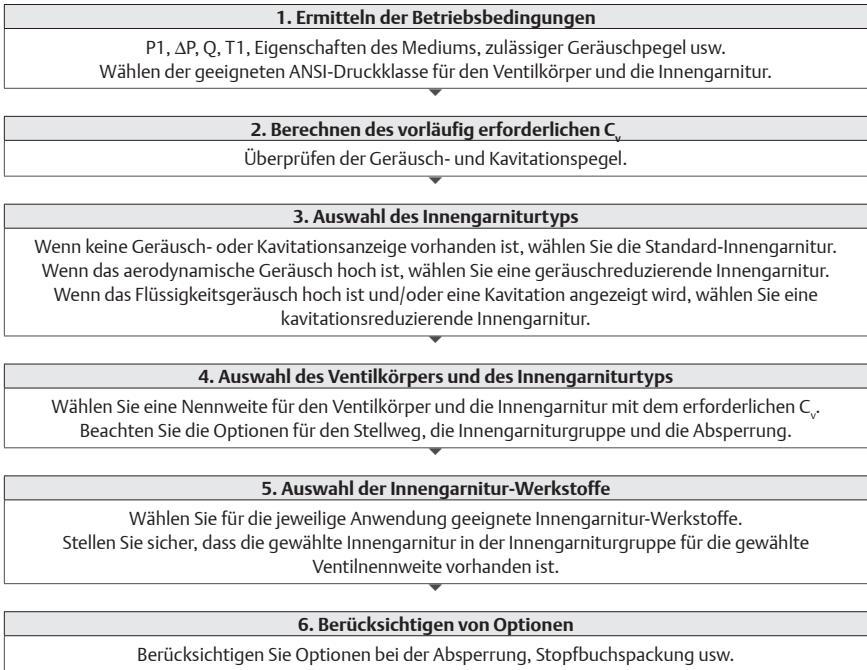 1. Ermitteln der Betriebsbedingungen
P1, ΔP, Q, T1, Eigenschaften des Mediums, zulässiger Geräuschpegel usw.
Wählen der geeigneten ANSI-Druckklasse für den Ventilkörper und die Innengarnitur.
2. Berechnen des vorläufig erforderlichen Cv
Überprüfen der Geräusch- und Kavitationspegel.
3. Auswahl des Innengarniturtyps
Wenn keine Geräusch- oder Kavitationsanzeige vorhanden ist, wählen Sie die Standard-Innengarnitur.
Wenn das aerodynamische Geräusch hoch ist, wählen Sie eine geräuschreduzierende Innengarnitur.
Wenn das Flüssigkeitsgeräusch hoch ist und/oder eine Kavitation angezeigt wird, wählen Sie eine
kavitationsreduzierende Innengarnitur.
4. Auswahl des Ventilkörpers und des Innengarniturtyps
Wählen Sie eine Nennweite für den Ventilkörper und die Innengarnitur mit dem erforderlichen Cv.
Beachten Sie die Optionen für den Stellweg, die Innengarniturgruppe und die Absperrung.
5. Auswahl der Innengarnitur-Werkstoffe
Wählen Sie für die jeweilige Anwendung geeignete Innengarnitur-Werkstoffe.
Stellen Sie sicher, dass die gewählte Innengarnitur in der Innengarniturgruppe für die gewählte
Ventilnennweite vorhanden ist.
6. Berücksichtigen von Optionen
Berücksichtigen Sie Optionen bei der Absperrung, Stopfbuchspackung usw.